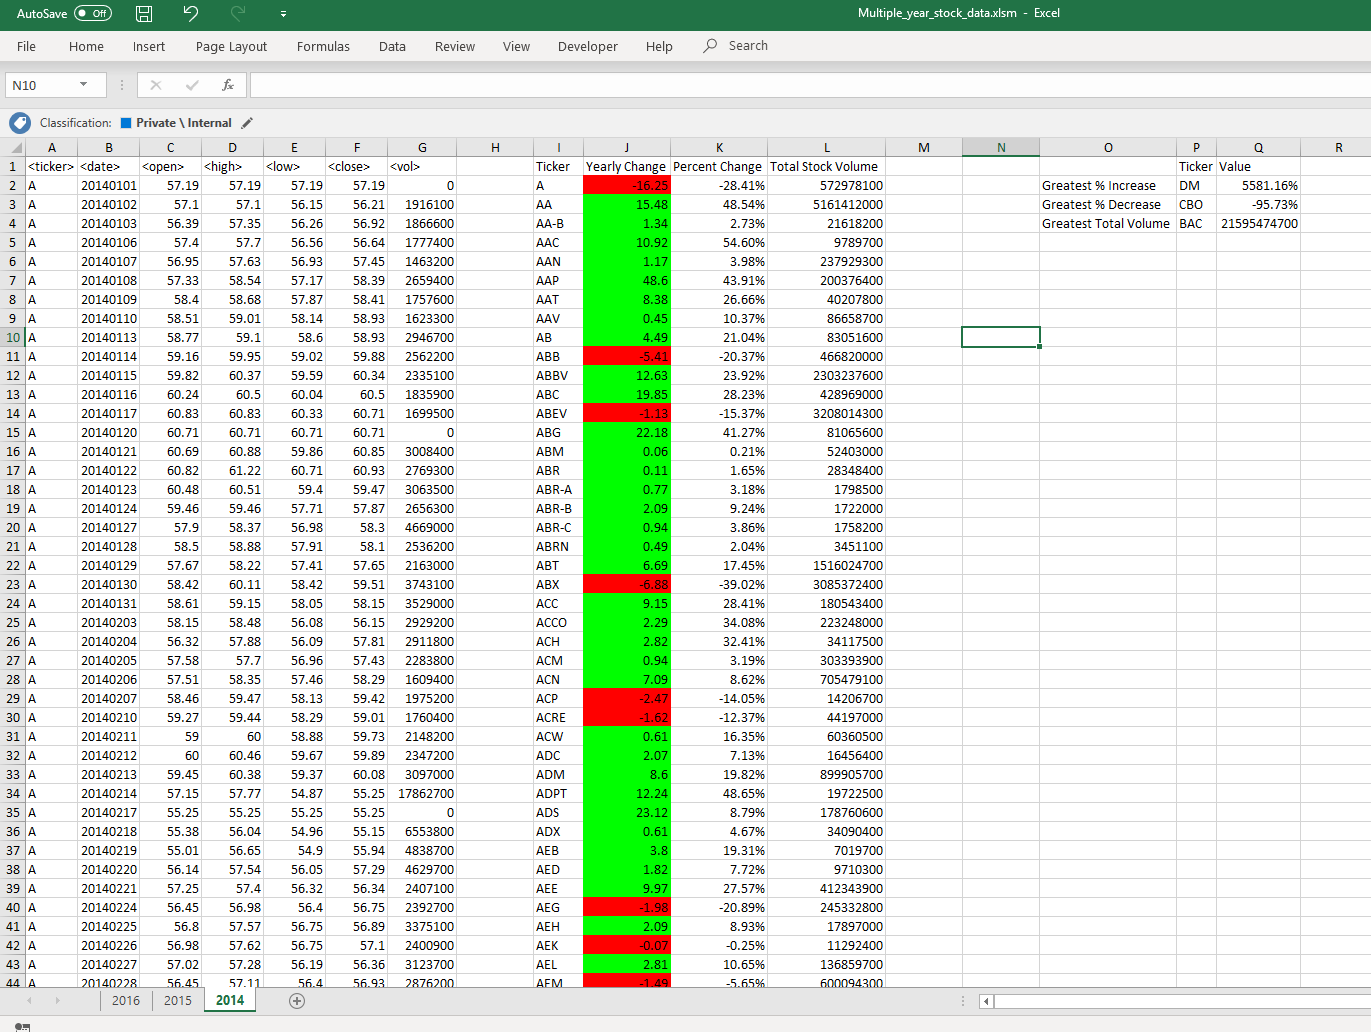 AutoSave Off Multiple_year_stock_data.xlsm - Excel
File Home Insert Page Layout Formulas Data Review View Developer Help Search
N10 fx
Classification: Private \ Internal
A B C D E F G H I J K L M N O P Q R
1 <ticker> <date> <open> <high> <low> <close> <vol> Ticker Yearly Change Percent Change Total Stock Volume Ticker Value
2 A 20140101 57.19 57.19 57.19 57.19 0 A -16.25 -28.41% 572978100 Greatest % Increase DM 5581.16%
3 A 20140102 57.1 57.1 56.15 56.21 1916100 AA 15.48 48.54% 5161412000 Greatest % Decrease CBO -95.73%
4 A 20140103 56.39 57.35 56.26 56.92 1866600 AA-B 1.34 2.73% 21618200 Greatest Total Volume BAC 21595474700
5 A 20140106 57.4 57.7 56.56 56.64 1777400 AAC 10.92 54.60% 9789700
6 A 20140107 56.95 57.63 56.93 57.45 1463200 AAN 1.17 3.98% 237929300
7 A 20140108 57.33 58.54 57.17 58.39 2659400 AAP 48.6 43.91% 200376400
8 A 20140109 58.4 58.68 57.87 58.41 1757600 AAT 8.38 26.66% 40207800
9 A 20140110 58.51 59.01 58.14 58.93 1623300 AAV 0.45 10.37% 86658700
10 A 20140113 58.77 59.1 58.6 58.93 2946700 AB 4.49 21.04% 83051600
11 A 20140114 59.16 59.95 59.02 59.88 2562200 ABB -5.41 -20.37% 466820000
12 A 20140115 59.82 60.37 59.59 60.34 2335100 ABBV 12.63 23.92% 2303237600
13 A 20140116 60.24 60.5 60.04 60.5 1835900 ABC 19.85 28.23% 428969000
14 A 20140117 60.83 60.83 60.33 60.71 1699500 ABEV -1.13 -15.37% 3208014300
15 A 20140120 60.71 60.71 60.71 60.71 0 ABG 22.18 41.27% 81065600
16 A 20140121 60.69 60.88 59.86 60.85 3008400 ABM 0.06 0.21% 52403000
17 A 20140122 60.82 61.22 60.71 60.93 2769300 ABR 0.11 1.65% 28348400
18 A 20140123 60.48 60.51 59.4 59.47 3063500 ABR-A 0.77 3.18% 1798500
19 A 20140124 59.46 59.46 57.71 57.87 2656300 ABR-B 2.09 9.24% 1722000
20 A 20140127 57.9 58.37 56.98 58.3 4669000 ABR-C 0.94 3.86% 1758200
21 A 20140128 58.5 58.88 57.91 58.1 2536200 ABRN 0.49 2.04% 3451100
22 A 20140129 57.67 58.22 57.41 57.65 2163000 ABT 6.69 17.45% 1516024700
23 A 20140130 58.42 60.11 58.42 59.51 3743100 ABX -6.88 -39.02% 3085372400
24 A 20140131 58.61 59.15 58.05 58.15 3529000 ACC 9.15 28.41% 180543400
25 A 20140203 58.15 58.48 56.08 56.15 2929200 ACCO 2.29 34.08% 223248000
26 A 20140204 56.32 57.88 56.09 57.81 2911800 ACH 2.82 32.41% 34117500
27 A 20140205 57.58 57.7 56.96 57.43 2283800 ACM 0.94 3.19% 303393900
28 A 20140206 57.51 58.35 57.46 58.29 1609400 ACN 7.09 8.62% 705479100
29 A 20140207 58.46 59.47 58.13 59.42 1975200 ACP -2.47 -14.05% 14206700
30 A 20140210 59.27 59.44 58.29 59.01 1760400 ACRE -1.62 -12.37% 44197000
31 A 20140211 59 60 58.88 59.73 2148200 ACW 0.61 16.35% 60360500
32 A 20140212 60 60.46 59.67 59.89 2347200 ADC 2.07 7.13% 16456400
33 A 20140213 59.45 60.38 59.37 60.08 3097000 ADM 8.6 19.82% 899905700
34 A 20140214 57.15 57.77 54.87 55.25 17862700 ADPT 12.24 48.65% 19722500
35 A 20140217 55.25 55.25 55.25 55.25 0 ADS 23.12 8.79% 178760600
36 A 20140218 55.38 56.04 54.96 55.15 6553800 ADX 0.61 4.67% 34090400
37 A 20140219 55.01 56.65 54.9 55.94 4838700 AEB 3.8 19.31% 7019700
38 A 20140220 56.14 57.54 56.05 57.29 4629700 AED 1.82 7.72% 9710300
39 A 20140221 57.25 57.4 56.32 56.34 2407100 AEE 9.97 27.57% 412343900
40 A 20140224 56.45 56.98 56.4 56.75 2392700 AEG -1.98 -20.89% 245332800
41 A 20140225 56.8 57.57 56.75 56.89 3375100 AEH 2.09 8.93% 17897000
42 A 20140226 56.98 57.62 56.75 57.1 2400900 AEK -0.07 -0.25% 11292400
43 A 20140227 57.02 57.28 56.19 56.36 3123700 AEL 2.81 10.65% 136859700
44 A 20140228 56.45 57.11 56.4 56.93 2876200 AEM -1.49 -5.65% 600094300
2016 2015 2014